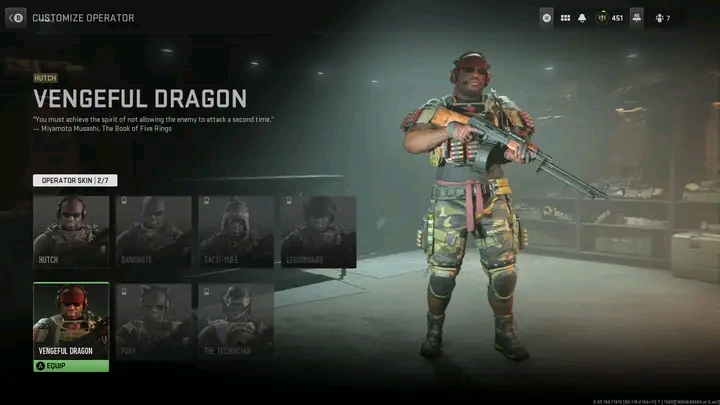 B CUSTOMIZE OPERATOR
451
7
HUTCH
VENGEFUL DRAGON
"You must achieve the spirit of not allowing the enemy to attack a second time."
— Miyamoto Musashi, The Book of Five Rings
OPERATOR SKIN | 2/7
HUTCH
BANKNOTE
TACTI-YULE
LEGIONNAIRE
VENGEFUL DRAGON
FURY
THE TECHNICIAN
A EQUIP